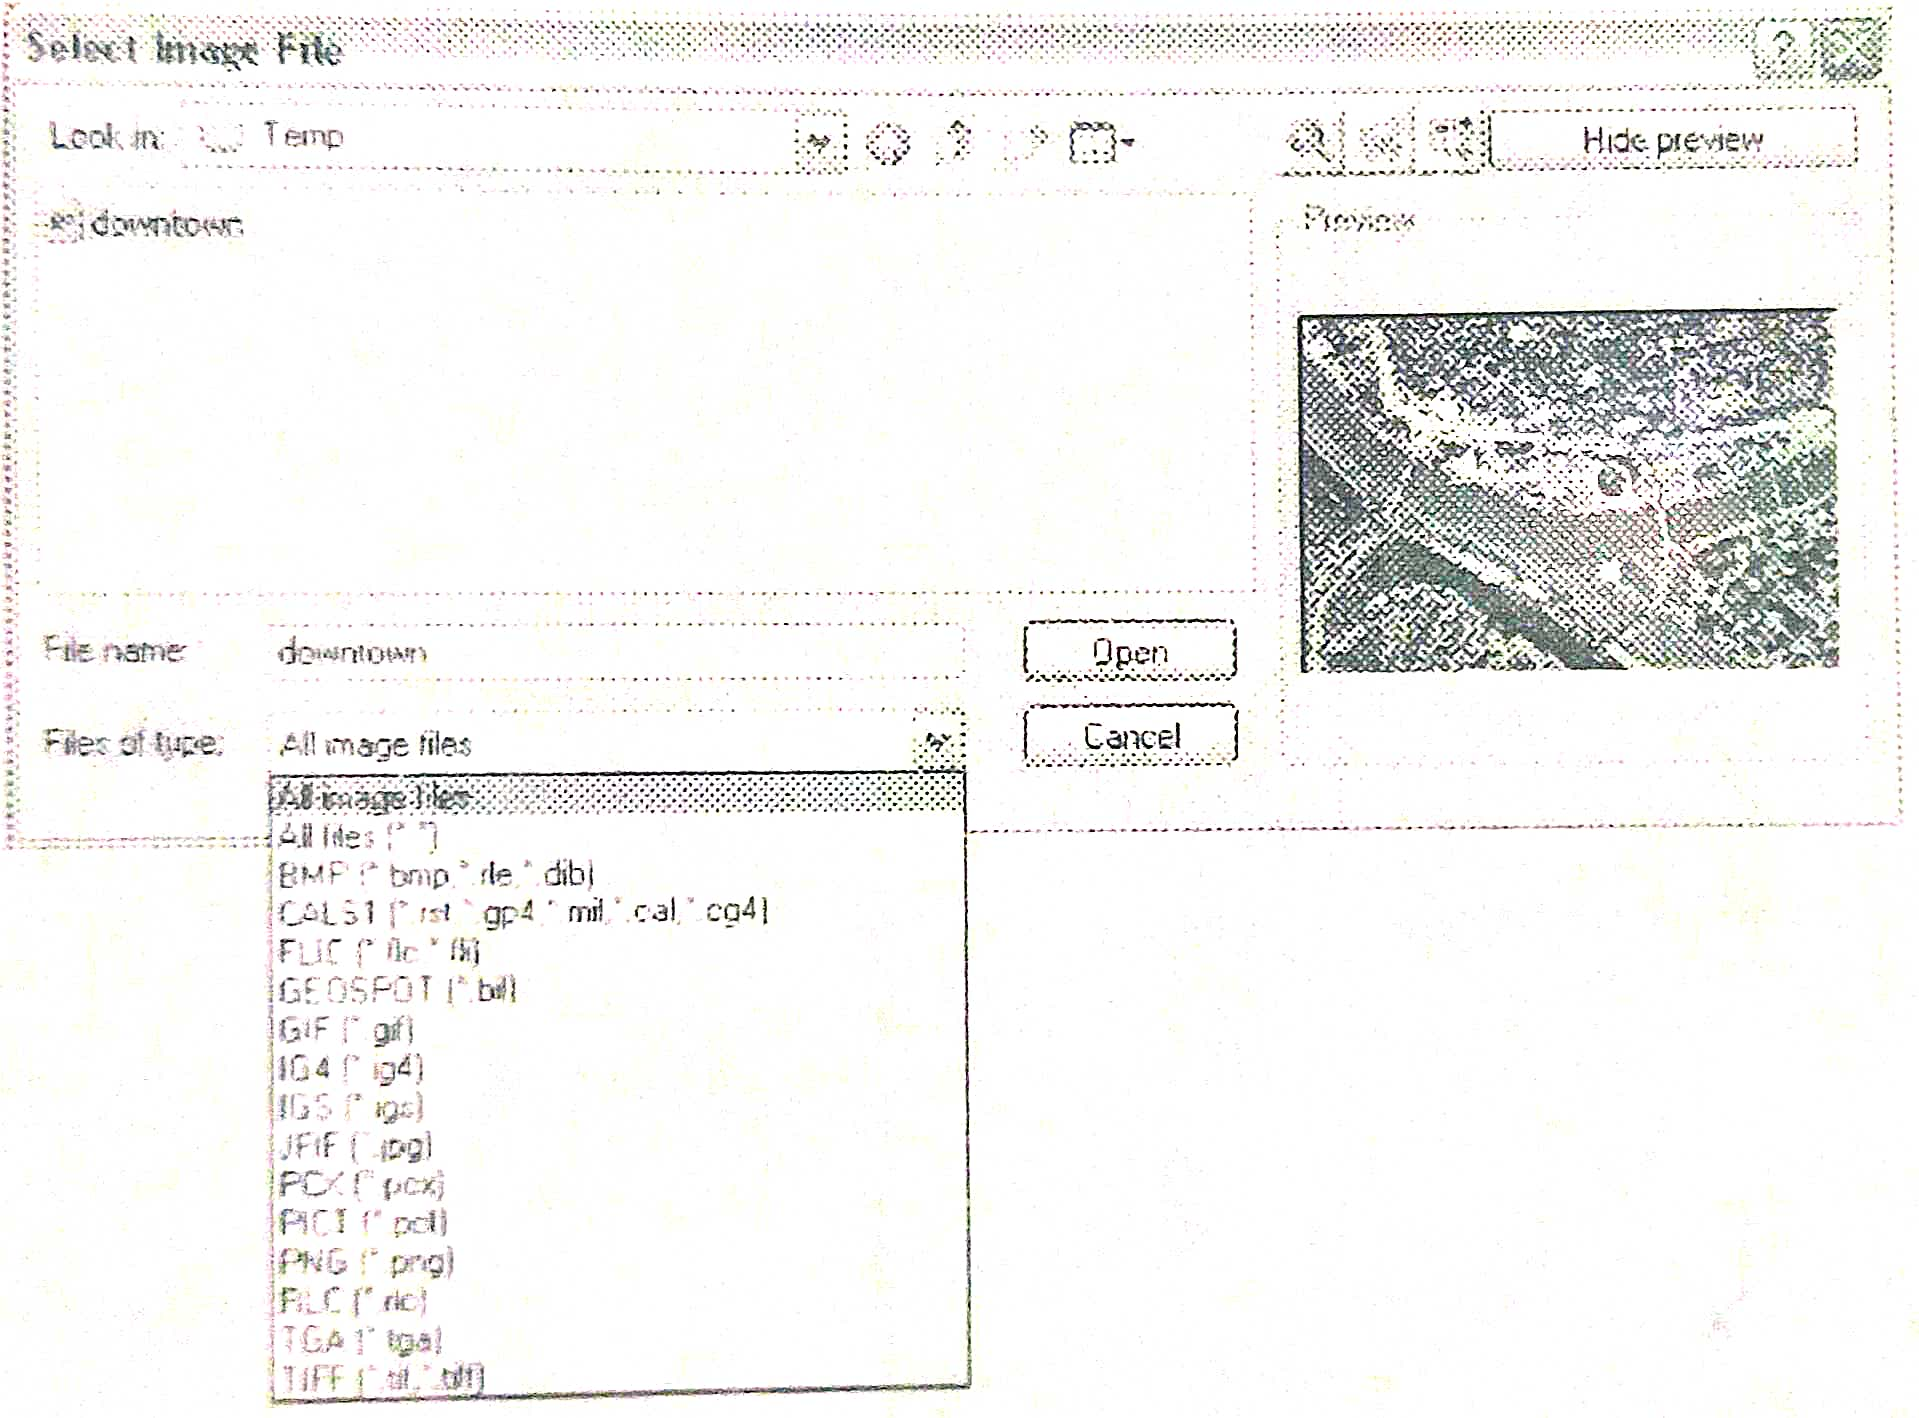 Select Image File
Look in: Temp
Hide preview
downtown
Preview
File name: downtown
Open
Files of type: All image files
Cancel
All image files
All files (*.*)
BMP (*.bmp,*.rle,*.dib)
CALS1 (*.rst,*.gp4,*.mil,*.cal,*.cg4)
FLIC (*.flc,*.fli)
GEOSPOT (*.bil)
GIF (*.gif)
IG4 (*.ig4)
IGS (*.igs)
JFIF (*.jpg)
PCX (*.pcx)
PICT (*.pct)
PNG (*.png)
RLC (*.rlc)
TGA (*.tga)
TIFF (*.tif,*.tiff)